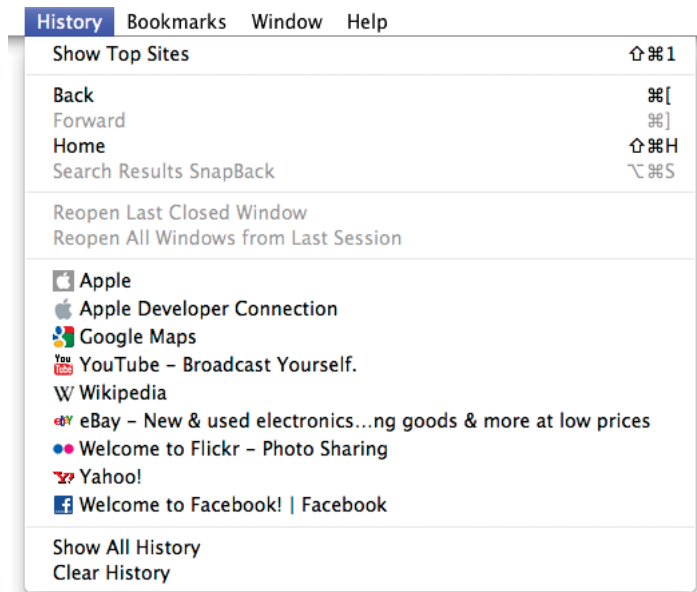 History Bookmarks Window Help
Show Top Sites ⇧⌘1
Back ⌘[
Forward ⌘]
Home ⇧⌘H
Search Results SnapBack ⌥⌘S
Reopen Last Closed Window
Reopen All Windows from Last Session
Apple
Apple Developer Connection
Google Maps
You Tube YouTube – Broadcast Yourself.
W Wikipedia
ebY eBay – New & used electronics...ng goods & more at low prices
Welcome to Flickr – Photo Sharing
Y! Yahoo!
f Welcome to Facebook! | Facebook
Show All History
Clear History